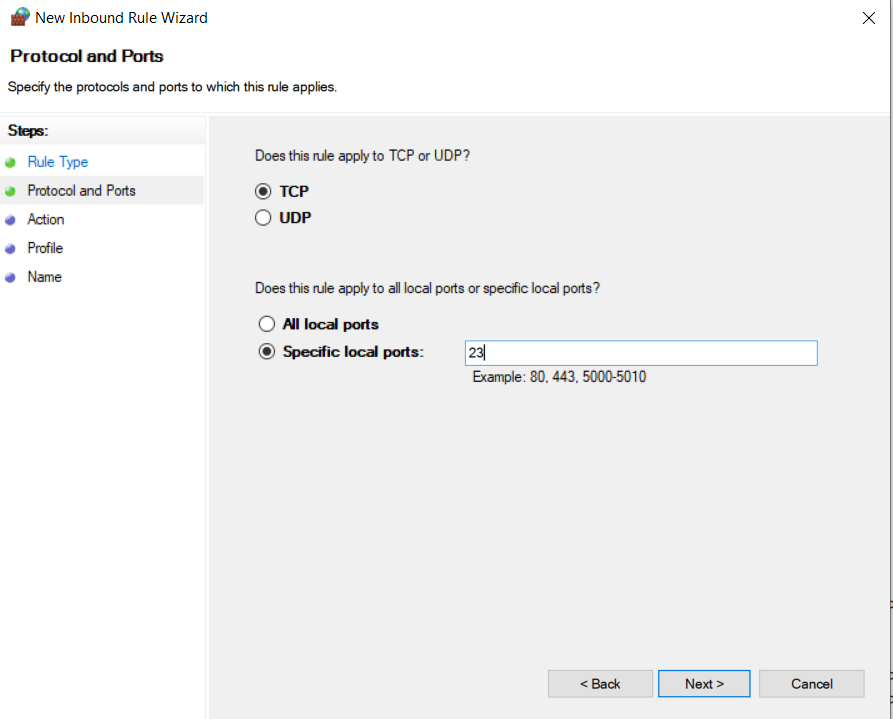 New Inbound Rule Wizard
Protocol and Ports
Specify the protocols and ports to which this rule applies.
Steps:
Rule Type
Protocol and Ports
Action
Profile
Name
Does this rule apply to TCP or UDP?
TCP
UDP
Does this rule apply to all local ports or specific local ports?
All local ports
Specific local ports: 23
Example: 80, 443, 5000-5010
< Back Next > Cancel